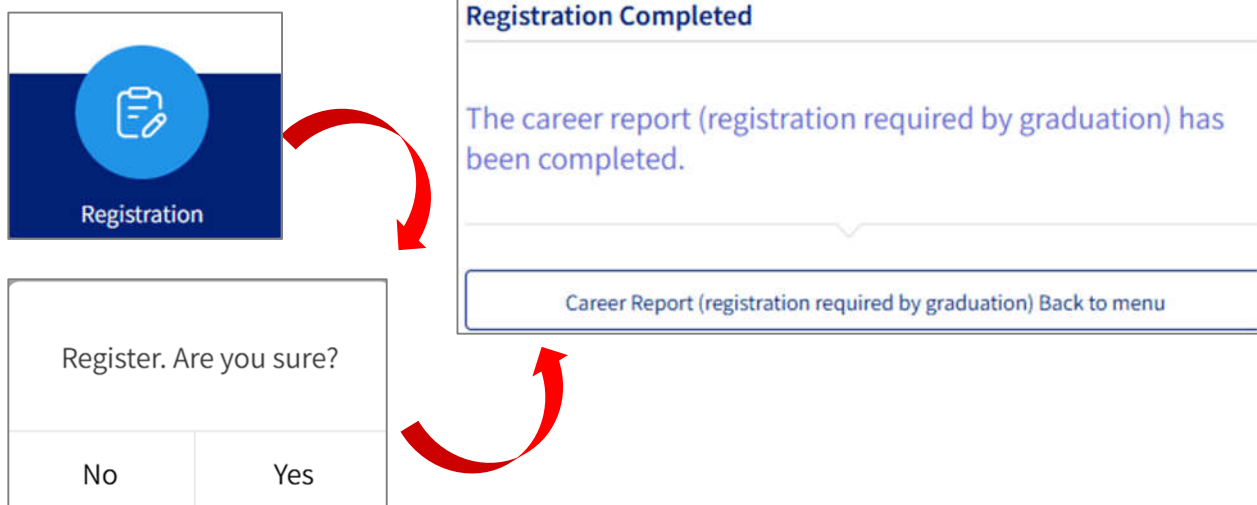 Registration
Register. Are you sure?
No Yes
Registration Completed
The career report (registration required by graduation) has
been completed.
Career Report (registration required by graduation) Back to menu